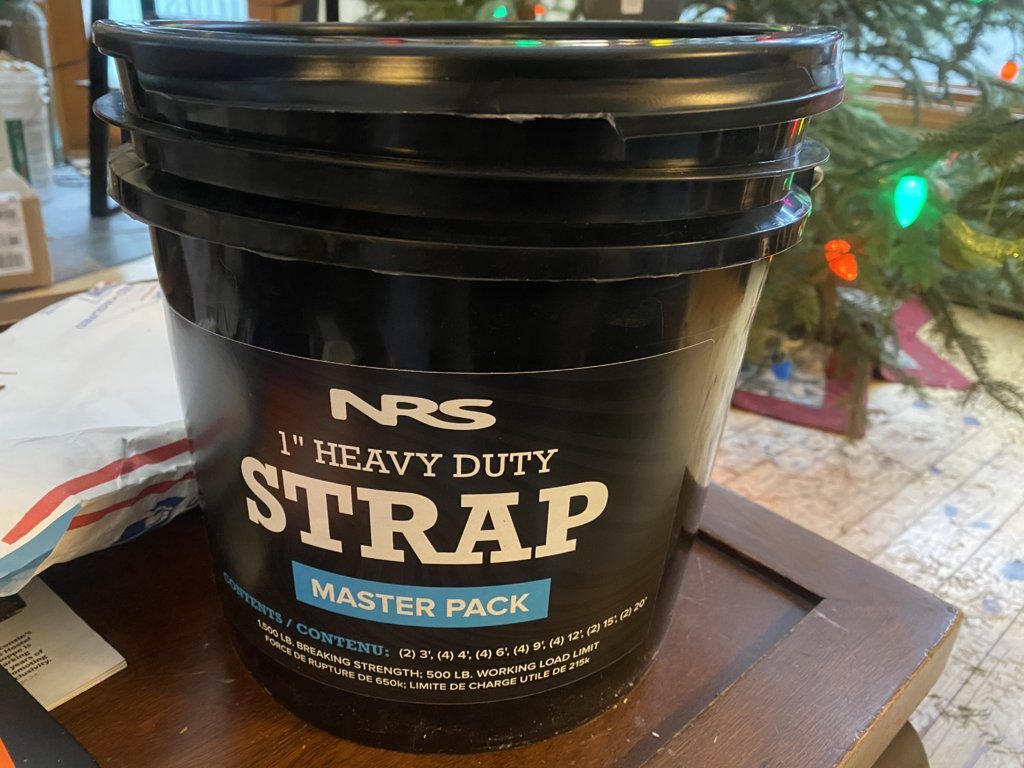 NRS
1" HEAVY DUTY
STRAP
MASTER PACK
CONTENTS / CONTENU: (2) 3', (4) 4', (4) 6', (4) 9', (4) 12', (2) 15', (2) 20'
1,500 LB. BREAKING STRENGTH; 500 LB. WORKING LOAD LIMIT
FORCE DE RUPTURE DE 650k; LIMITE DE CHARGE UTILE DE 215k